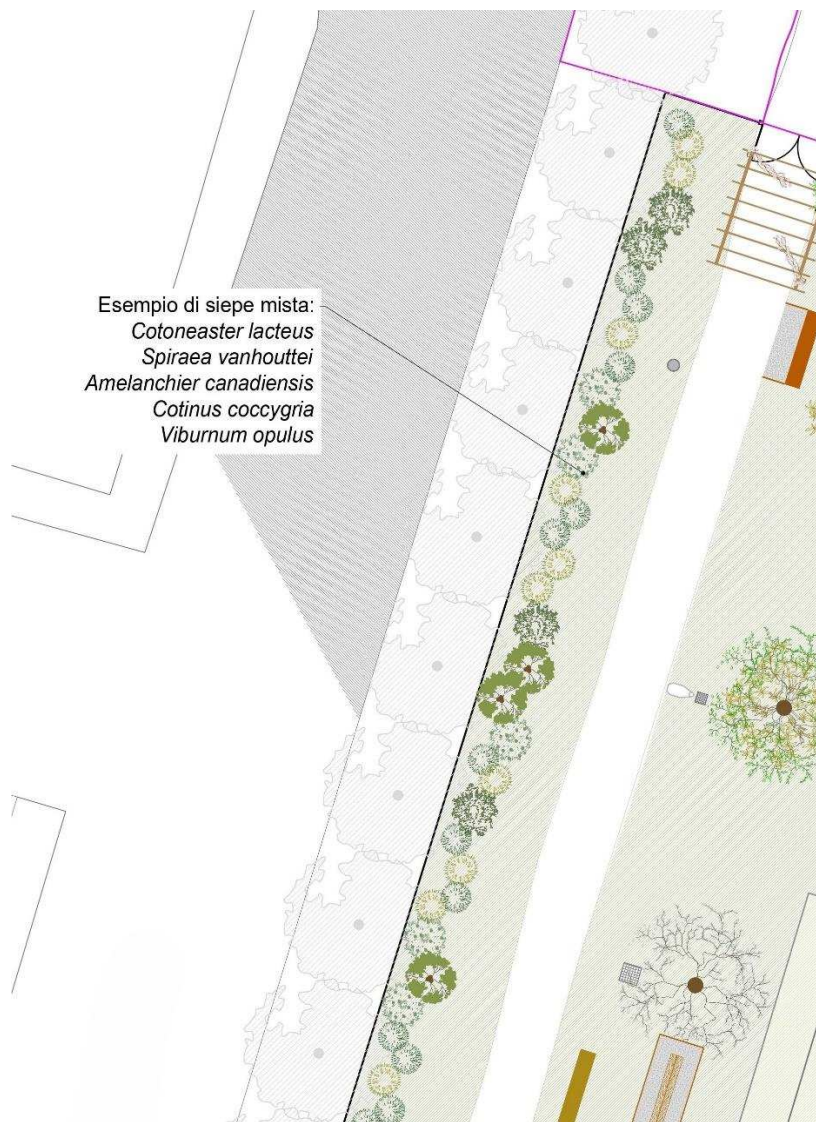 Esempio di siepe mista:
Cotoneaster lacteus
Spiraea vanhouttei
Amelanchier canadiensis
Cotinus coccygria
Viburnum opulus